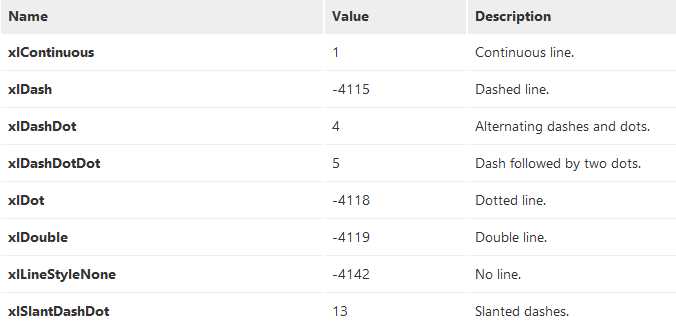 Name Value Description
xlContinuous 1 Continuous line.
xlDash -4115 Dashed line.
xlDashDot 4 Alternating dashes and dots.
xlDashDotDot 5 Dash followed by two dots.
xlDot -4118 Dotted line.
xlDouble -4119 Double line.
xlLineStyleNone -4142 No line.
xlSlantDashDot 13 Slanted dashes.